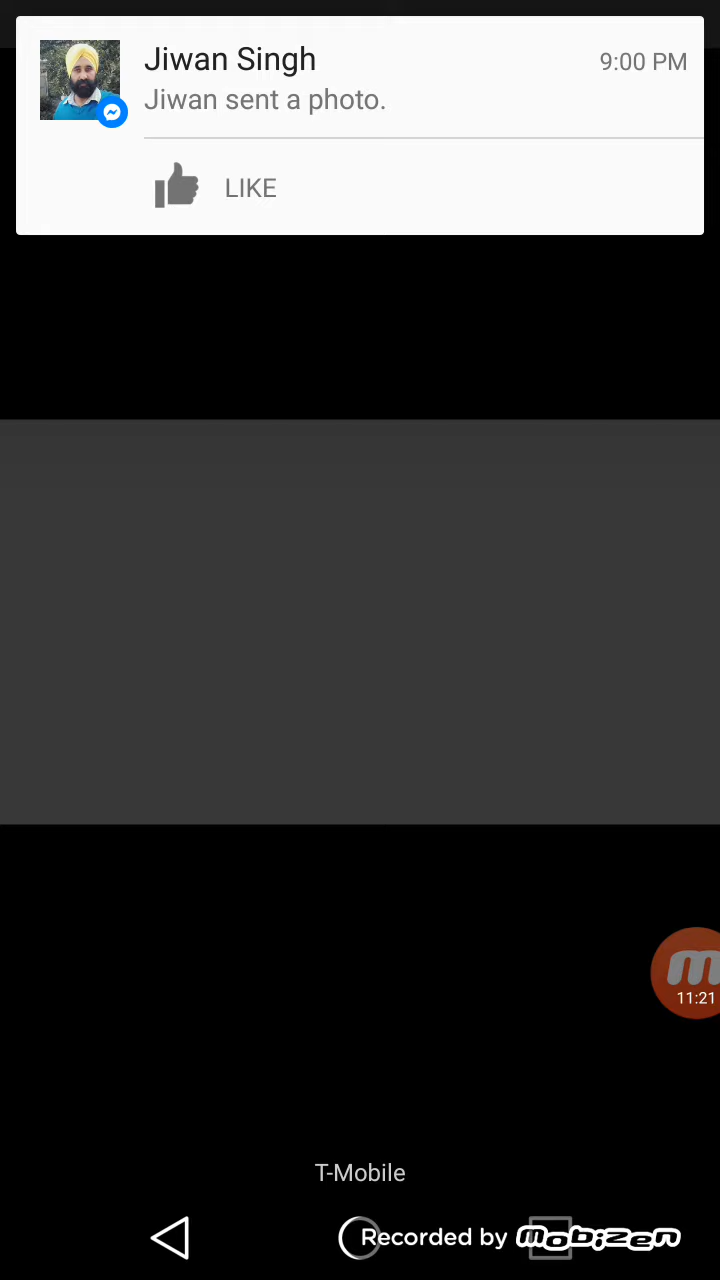 Jiwan Singh
9:00 PM
Jiwan sent a photo.
LIKE
11:21
T-Mobile
Recorded by mobizen